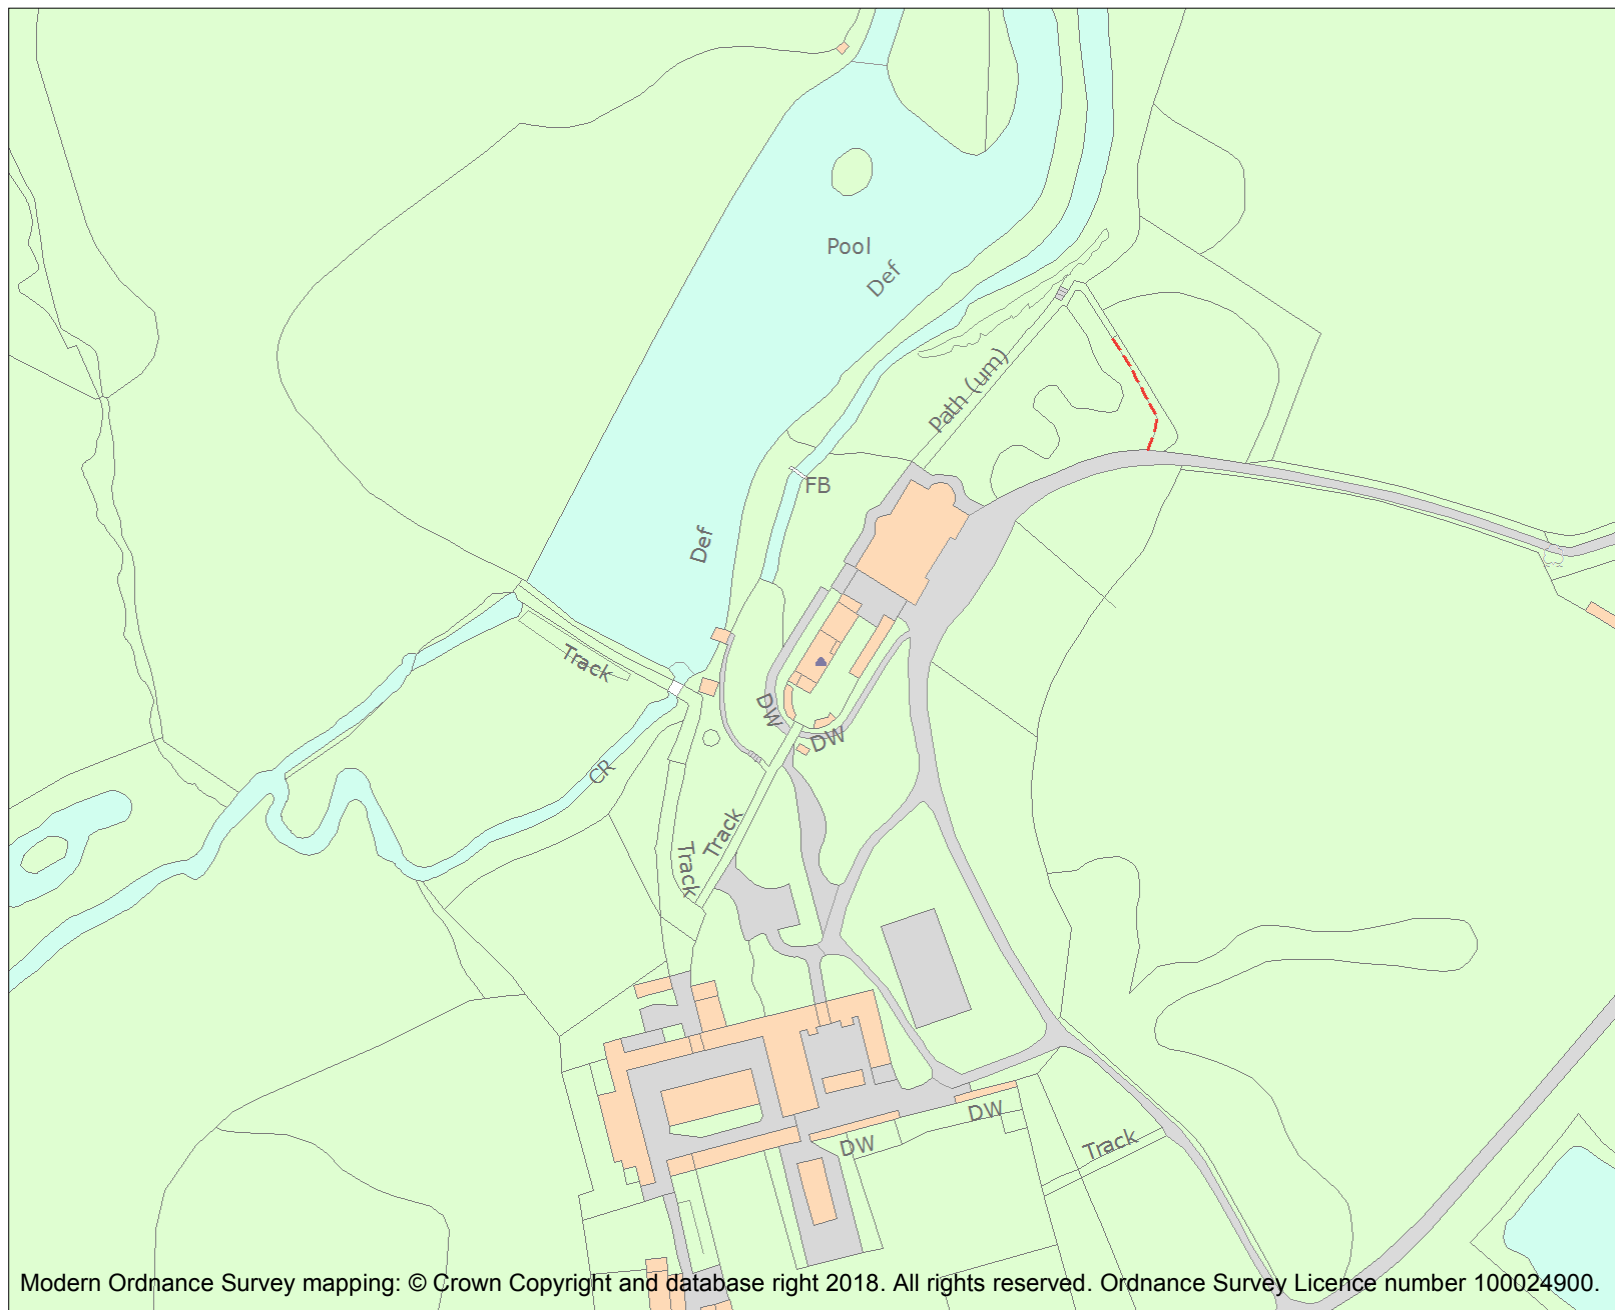 Pool
Def
Path (um)
FB
Def
Track
DW
DW
CR
Track
Track
DW
DW
Track
Modern Ordnance Survey mapping: © Crown Copyright and database right 2018. All rights reserved. Ordnance Survey Licence number 100024900.